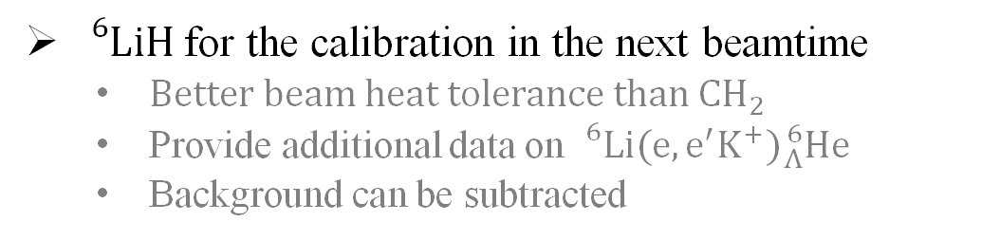 ➢ ⁶LiH for the calibration in the next beamtime
• Better beam heat tolerance than CH₂
• Provide additional data on ⁶Li(e, e′K⁺)⁶ΛHe
• Background can be subtracted